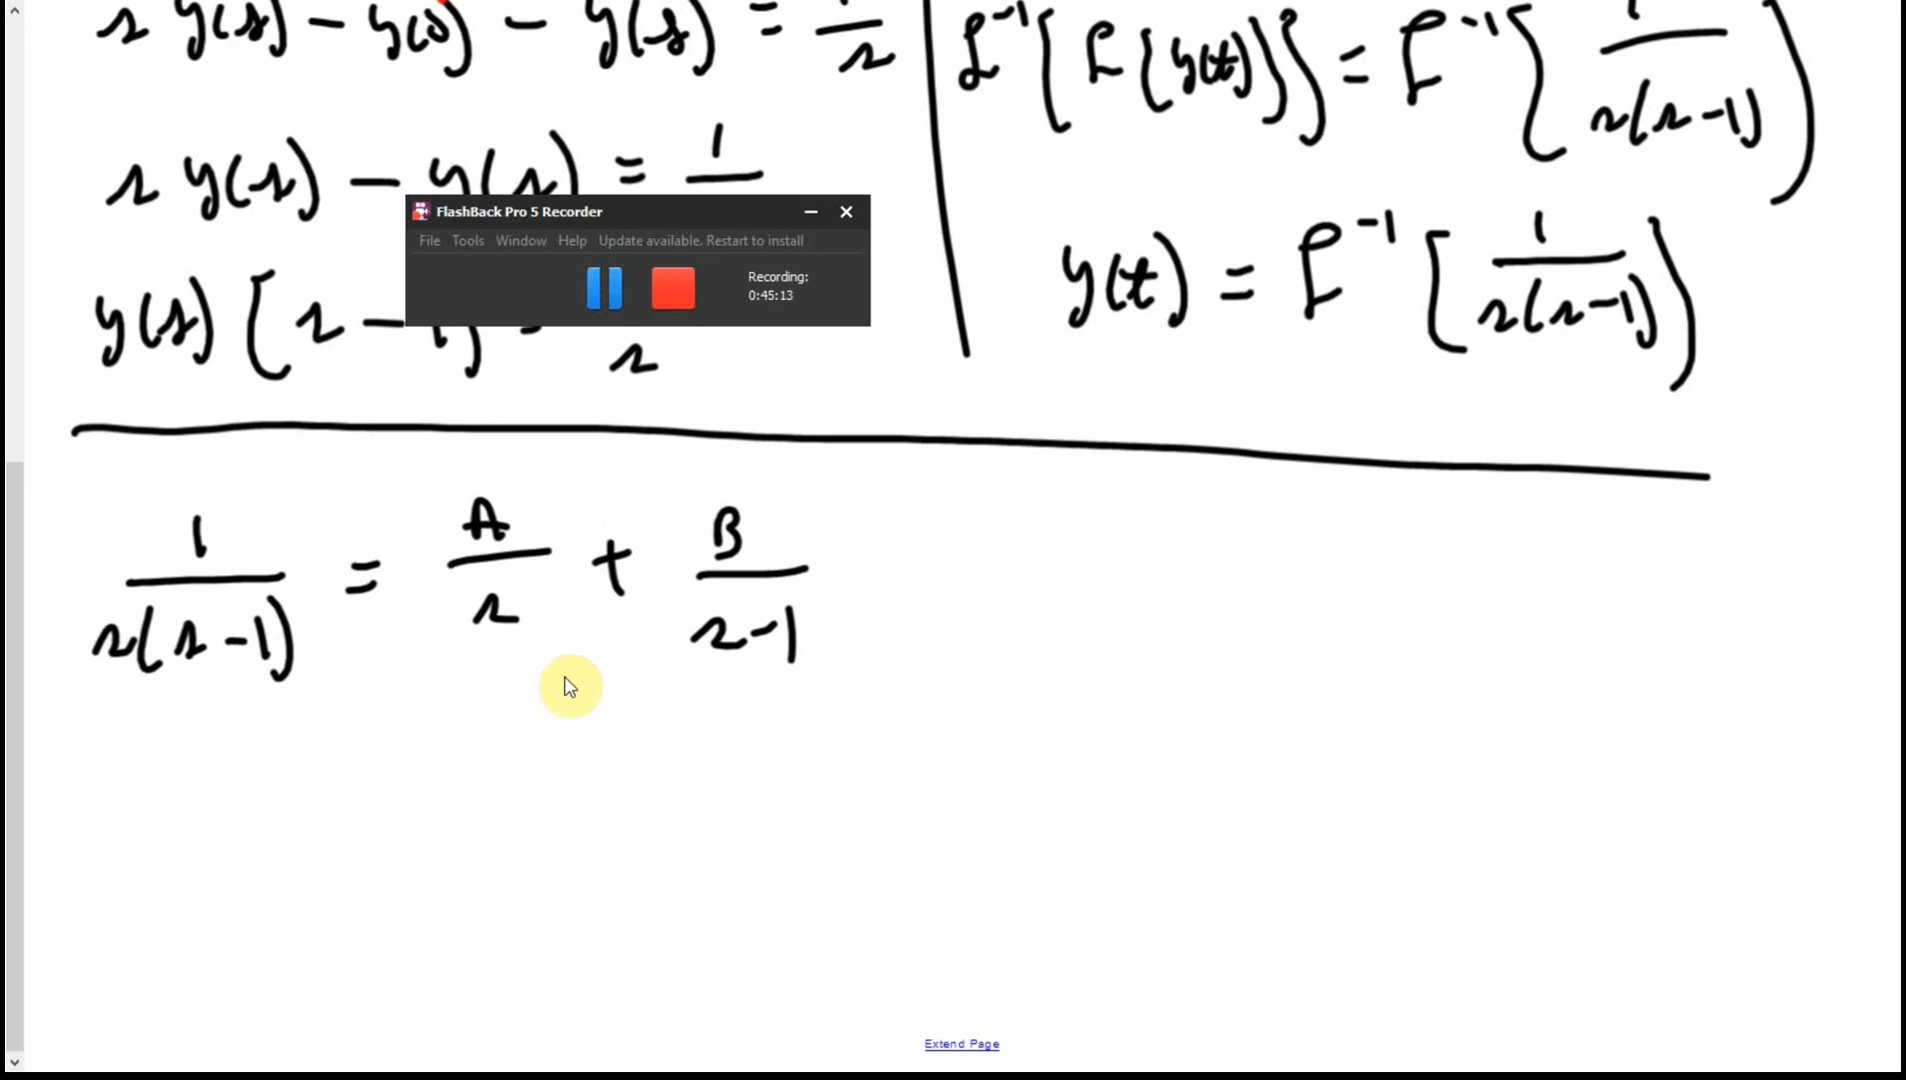 s y(s) - y(0) - y(s) = 1/s
s y(s) - y(s) = 1
y(s) [s - 1] = s
ℒ⁻¹{ℒ{y(t)}} = ℒ⁻¹{1/(s(s-1))}
y(t) = ℒ⁻¹{1/(s(s-1))}
FlashBack Pro 5 Recorder
File Tools Window Help Update available. Restart to install
Recording:
0:45:13
1/(s(s-1)) = A/s + B/(s-1)
Extend Page